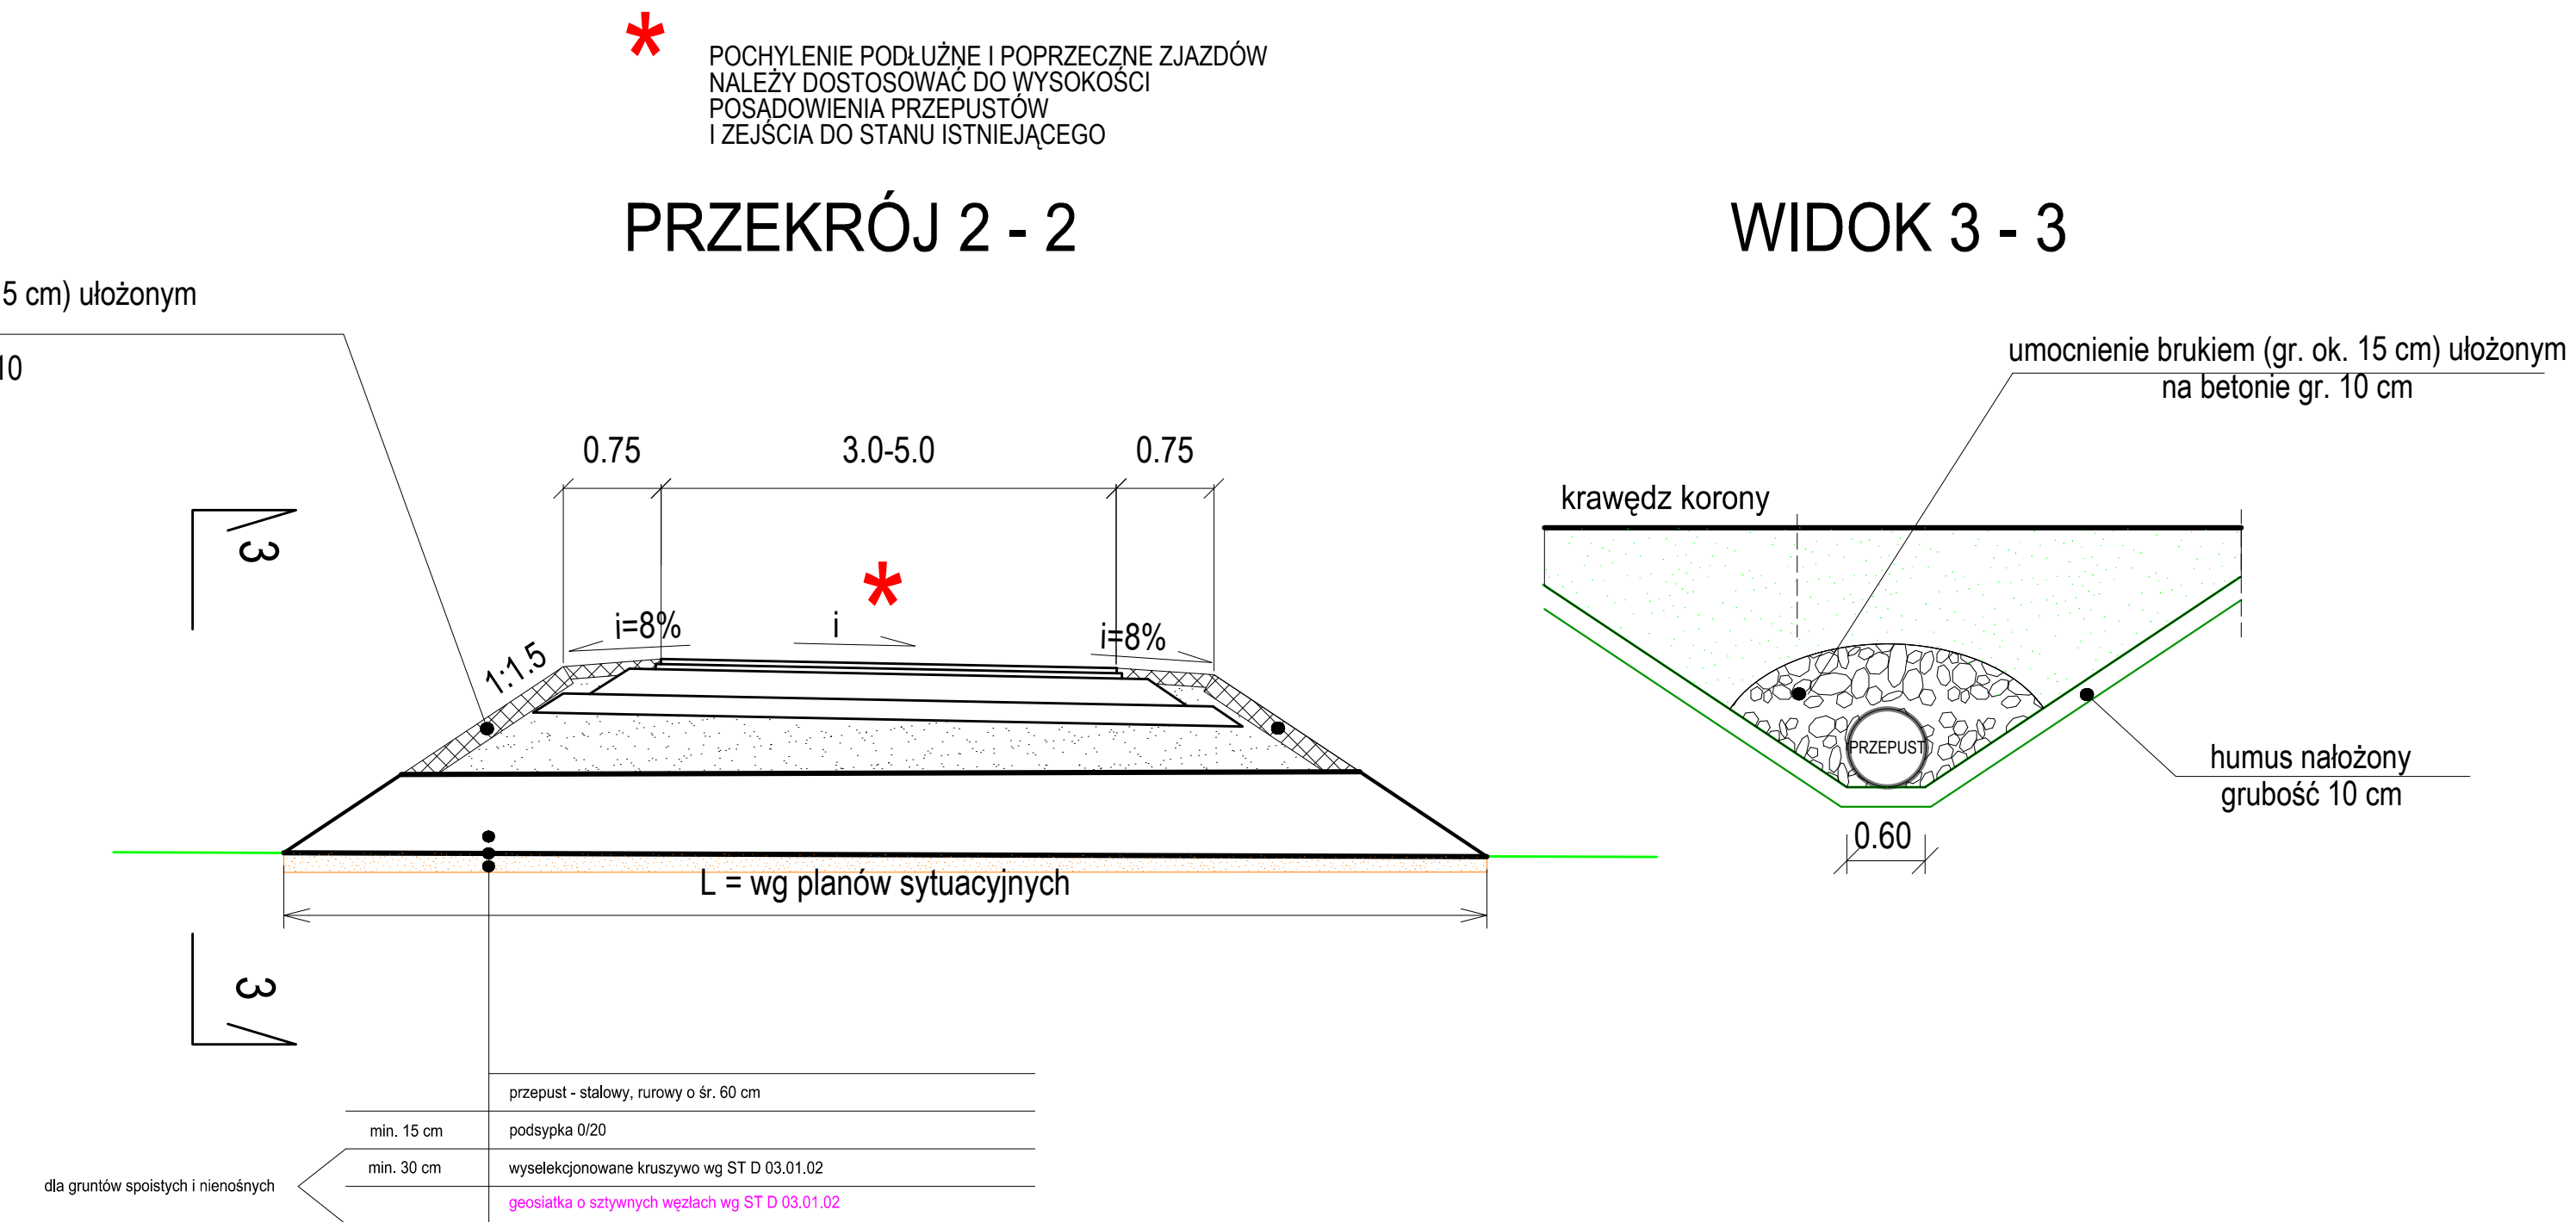 *
POCHYLENIE PODŁUŻNE I POPRZECZNE ZJAZDÓW
NALEŻY DOSTOSOWAĆ DO WYSOKOŚCI
POSADOWIENIA PRZEPUSTÓW
I ZEJŚCIA DO STANU ISTNIEJĄCEGO
PRZEKRÓJ 2 - 2
WIDOK 3 - 3
5 cm) ułożonym
10
umocnienie brukiem (gr. ok. 15 cm) ułożonym
na betonie gr. 10 cm
0.75
3.0-5.0
0.75
krawędz korony
3
*
i=8%
i
i=8%
1:1.5
PRZEPUST
humus nałożony
grubość 10 cm
0.60
L = wg planów sytuacyjnych
3
przepust - stalowy, rurowy o śr. 60 cm
min. 15 cm
podsypka 0/20
min. 30 cm
wyselekcjonowane kruszywo wg ST D 03.01.02
dla gruntów spoistych i nienośnych
geosiatka o sztywnych węzłach wg ST D 03.01.02